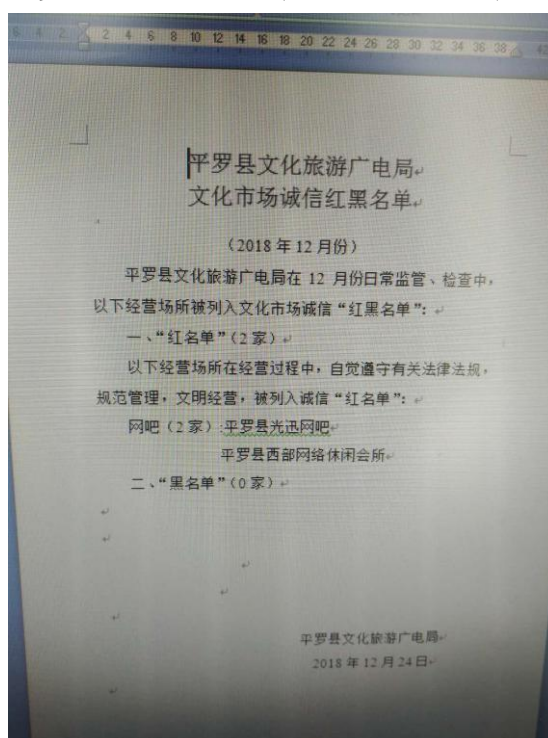 6 4 2 2 4 6 8 10 12 14 16 18 20 22 24 26 28 30 32 34 36 38 42
平罗县文化旅游广电局
文化市场诚信红黑名单
（2018 年 12 月份）
平罗县文化旅游广电局在 12 月份日常监管、检查中，
以下经营场所被列入文化市场诚信“红黑名单”：
一、“红名单”（2 家）
以下经营场所在经营过程中，自觉遵守有关法律法规，
规范管理，文明经营，被列入诚信“红名单”：
网吧（2 家）:平罗县光迅网吧
平罗县西部网络休闲会所
二、“黑名单”（0 家）
平罗县文化旅游广电局
2018 年 12 月 24 日